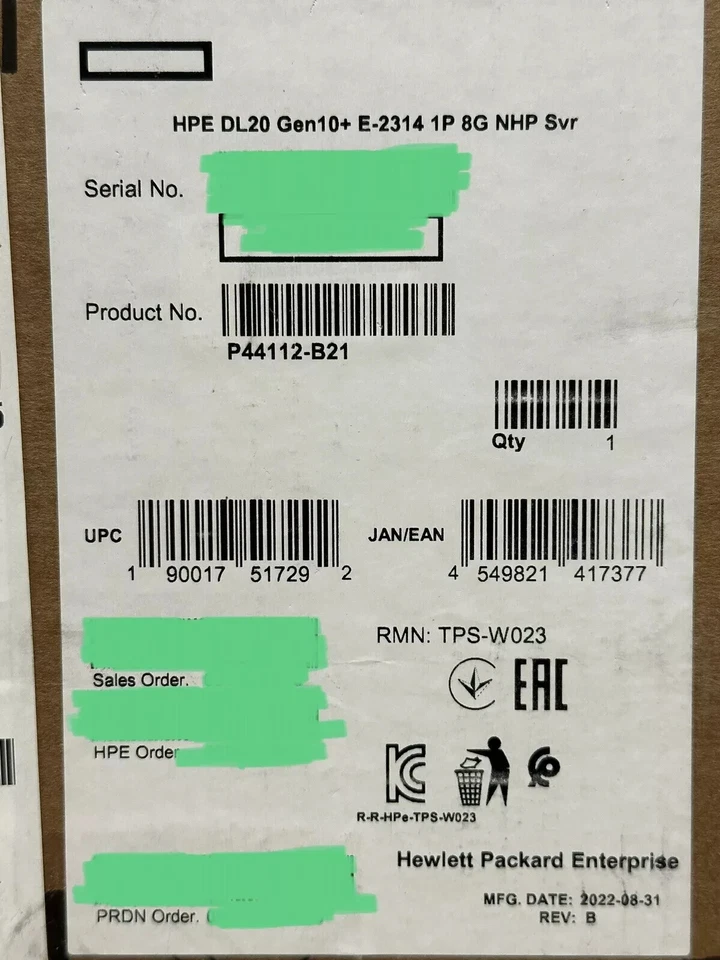 HPE DL20 Gen10+ E-2314 1P 8G NHP Svr
Serial No.
Product No.
P44112-B21
Qty 1
UPC 1 90017 51729 2
JAN/EAN 4 549821 417377
RMN: TPS-W023
Sales Order.
EAC
HPE Order
R-R-HPe-TPS-W023
Hewlett Packard Enterprise
PRDN Order.
MFG. DATE: 2022-08-31
REV: B